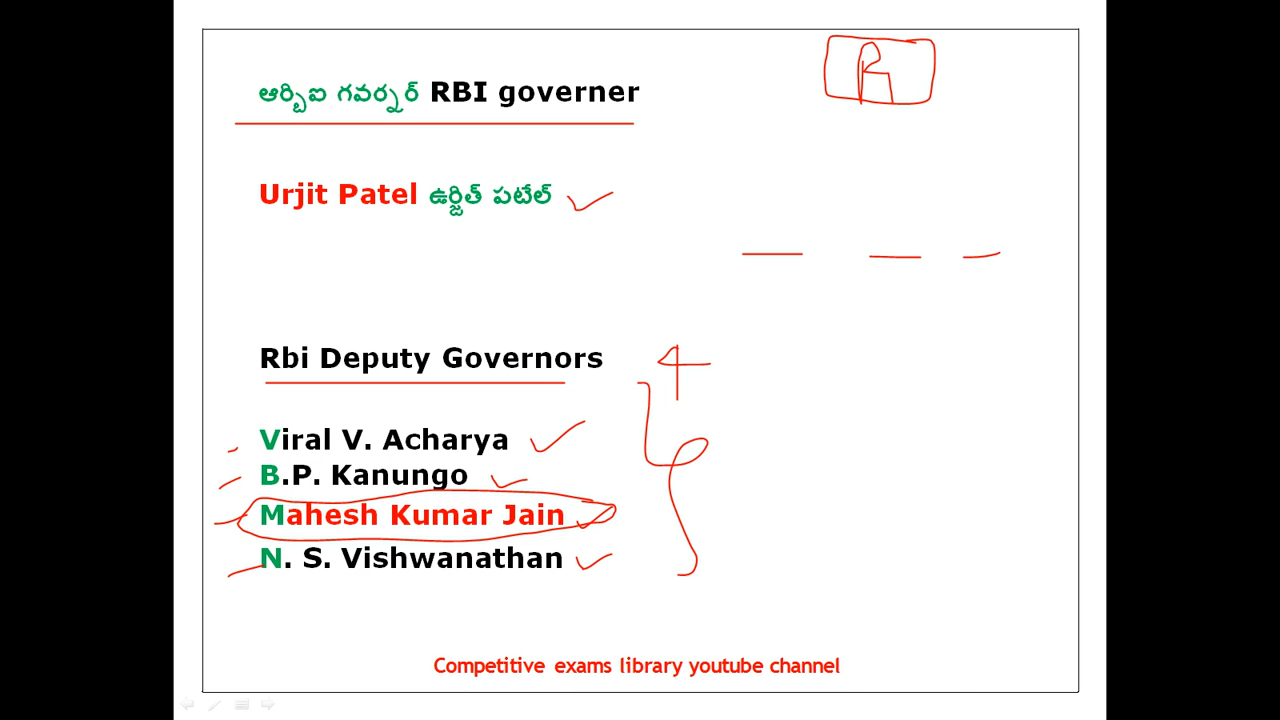 ఆర్బిఐ గవర్నర్ RBI governer
R
Urjit Patel ఉర్జిత్ పటేల్
Rbi Deputy Governors 4
Viral V. Acharya
B.P. Kanungo
Mahesh Kumar Jain
N. S. Vishwanathan
Competitive exams library youtube channel